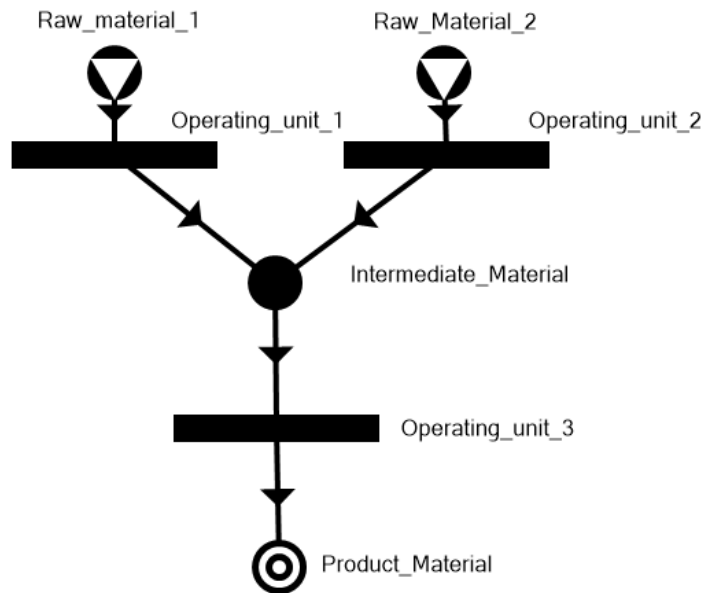 Raw_material_1
Raw_Material_2
Operating_unit_1
Operating_unit_2
Intermediate_Material
Operating_unit_3
Product_Material